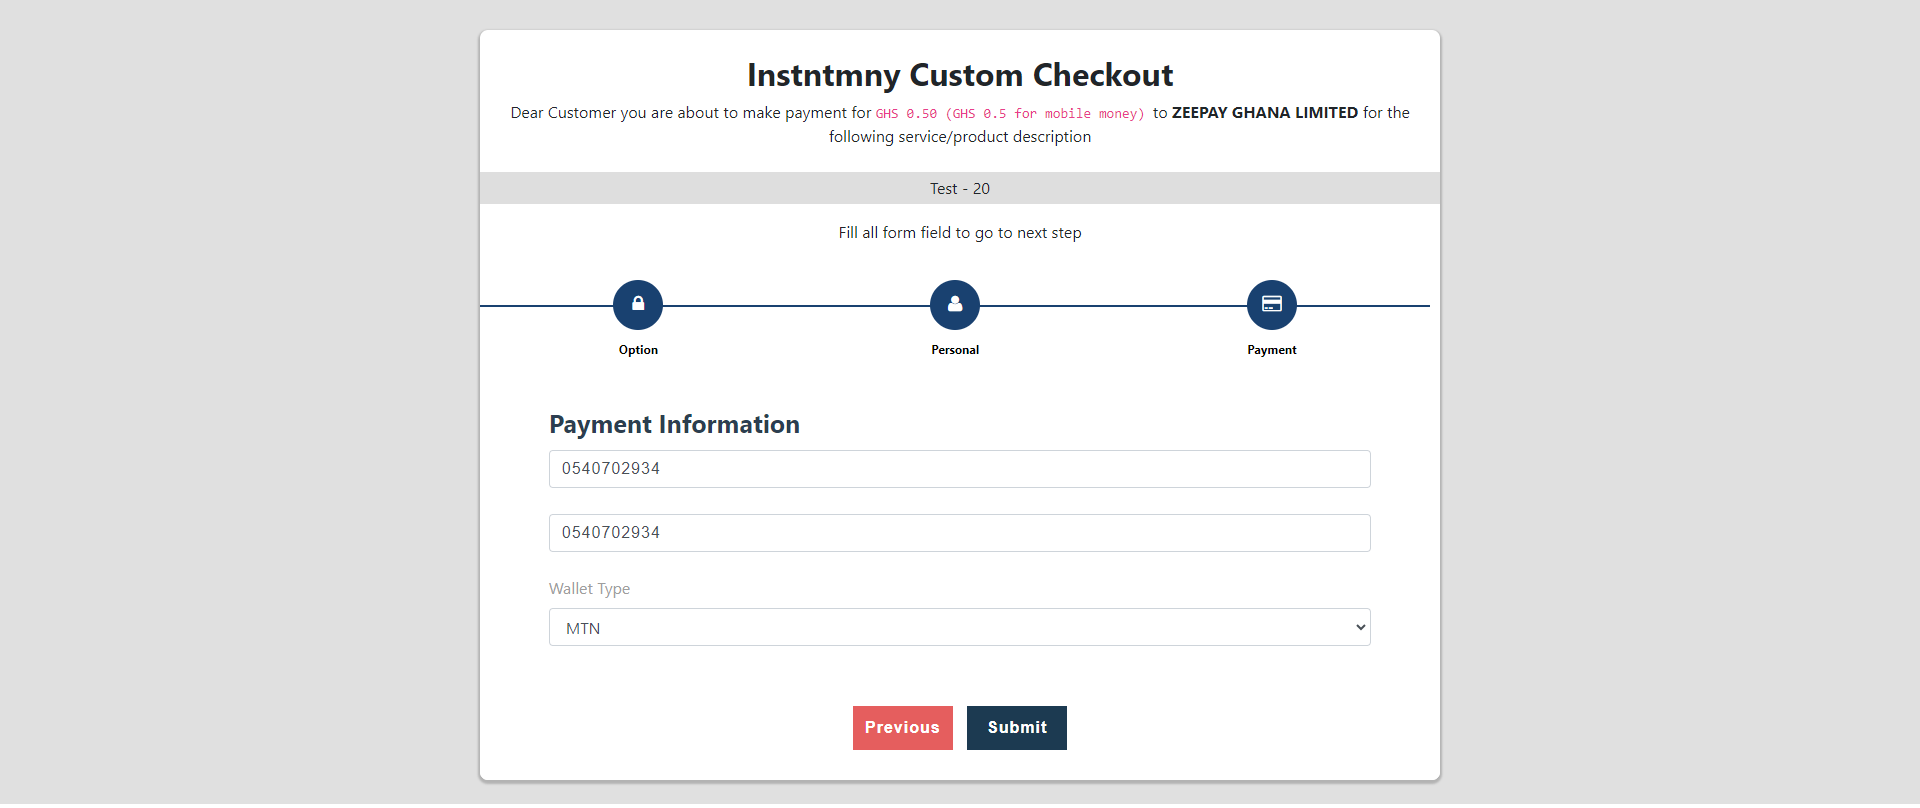 Instntmny Custom Checkout
Dear Customer you are about to make payment for GHS 0.50 (GHS 0.5 for mobile money) to ZEEPAY GHANA LIMITED for the
following service/product description
Test - 20
Fill all form field to go to next step
Option Personal Payment
Payment Information
0540702934
0540702934
Wallet Type
MTN
Previous Submit